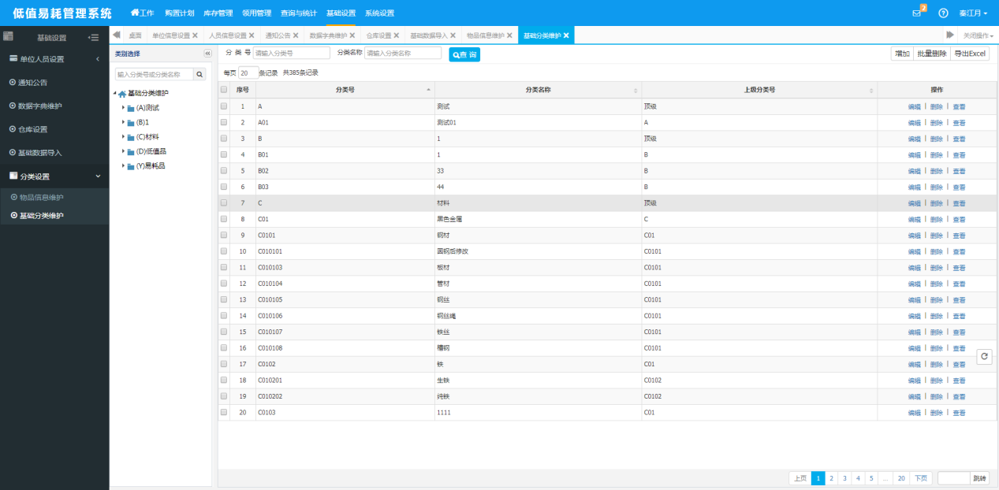 低值易耗管理系统 工作 购置计划 库存管理 领用管理 查询与统计 基础设置 系统设置 2 秦江月
基础设置 桌面 单位信息设置 人员信息设置 通知公告 数据字典维护 仓库设置 基础数据导入 物品信息维护 基础分类维护 关闭操作
单位人员设置
通知公告
数据字典维护
仓库设置
基础数据导入
分类设置
物品信息维护
基础分类维护
类别选择
输入分类号或分类名称
基础分类维护
(A)测试
(B)1
(C)材料
(D)低值品
(Y)易耗品
分 类 号 请输入分类号 分类名称 请输入分类名称 查 询 增加 批量删除 导出Excel
每页 20 条记录 共385条记录
序号 分类号 分类名称 上级分类号 操作
1 A 测试 顶级 编辑 | 删除 | 查看
2 A01 测试01 A 编辑 | 删除 | 查看
3 B 1 顶级 编辑 | 删除 | 查看
4 B01 1 B 编辑 | 删除 | 查看
5 B02 33 B 编辑 | 删除 | 查看
6 B03 44 B 编辑 | 删除 | 查看
7 C 材料 顶级 编辑 | 删除 | 查看
8 C01 黑色金属 C 编辑 | 删除 | 查看
9 C0101 钢材 C01 编辑 | 删除 | 查看
10 C010101 圆钢后修改 C0101 编辑 | 删除 | 查看
11 C010103 板材 C0101 编辑 | 删除 | 查看
12 C010104 管材 C0101 编辑 | 删除 | 查看
13 C010105 钢丝 C0101 编辑 | 删除 | 查看
14 C010106 钢丝绳 C0101 编辑 | 删除 | 查看
15 C010107 铁丝 C0101 编辑 | 删除 | 查看
16 C010108 槽钢 C0101 编辑 | 删除 | 查看
17 C0102 铁 C01 编辑 | 删除 | 查看
18 C010201 生铁 C0102 编辑 | 删除 | 查看
19 C010202 纯铁 C0102 编辑 | 删除 | 查看
20 C0103 1111 C01 编辑 | 删除 | 查看
上页 1 2 3 4 5 ... 20 下页 跳转